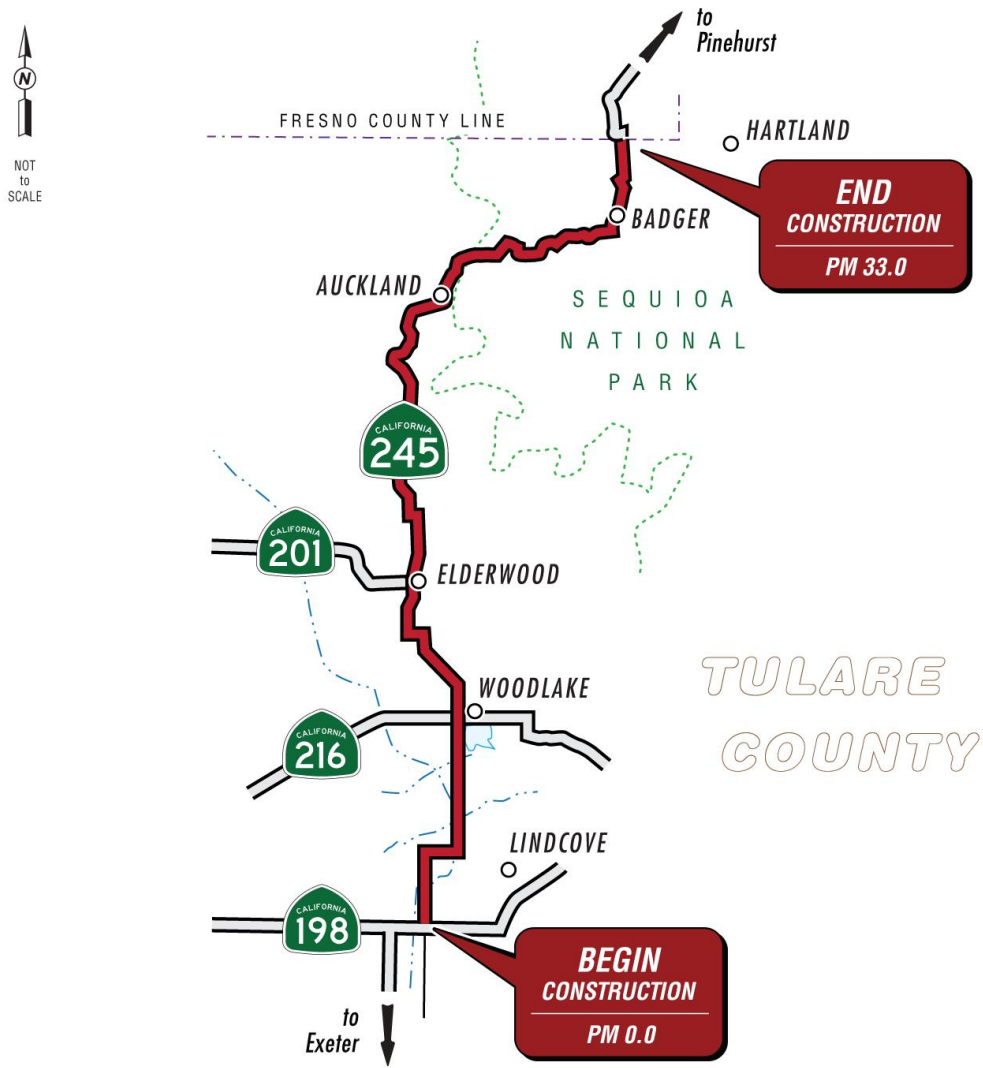 to
Pinehurst
N
NOT
to
SCALE
FRESNO COUNTY LINE
HARTLAND
END
CONSTRUCTION
PM 33.0
BADGER
AUCKLAND
SEQUIOA
NATIONAL
PARK
CALIFORNIA
245
CALIFORNIA
201
ELDERWOOD
TULARE
COUNTY
WOODLAKE
CALIFORNIA
216
LINDCOVE
CALIFORNIA
198
BEGIN
CONSTRUCTION
PM 0.0
to
Exeter